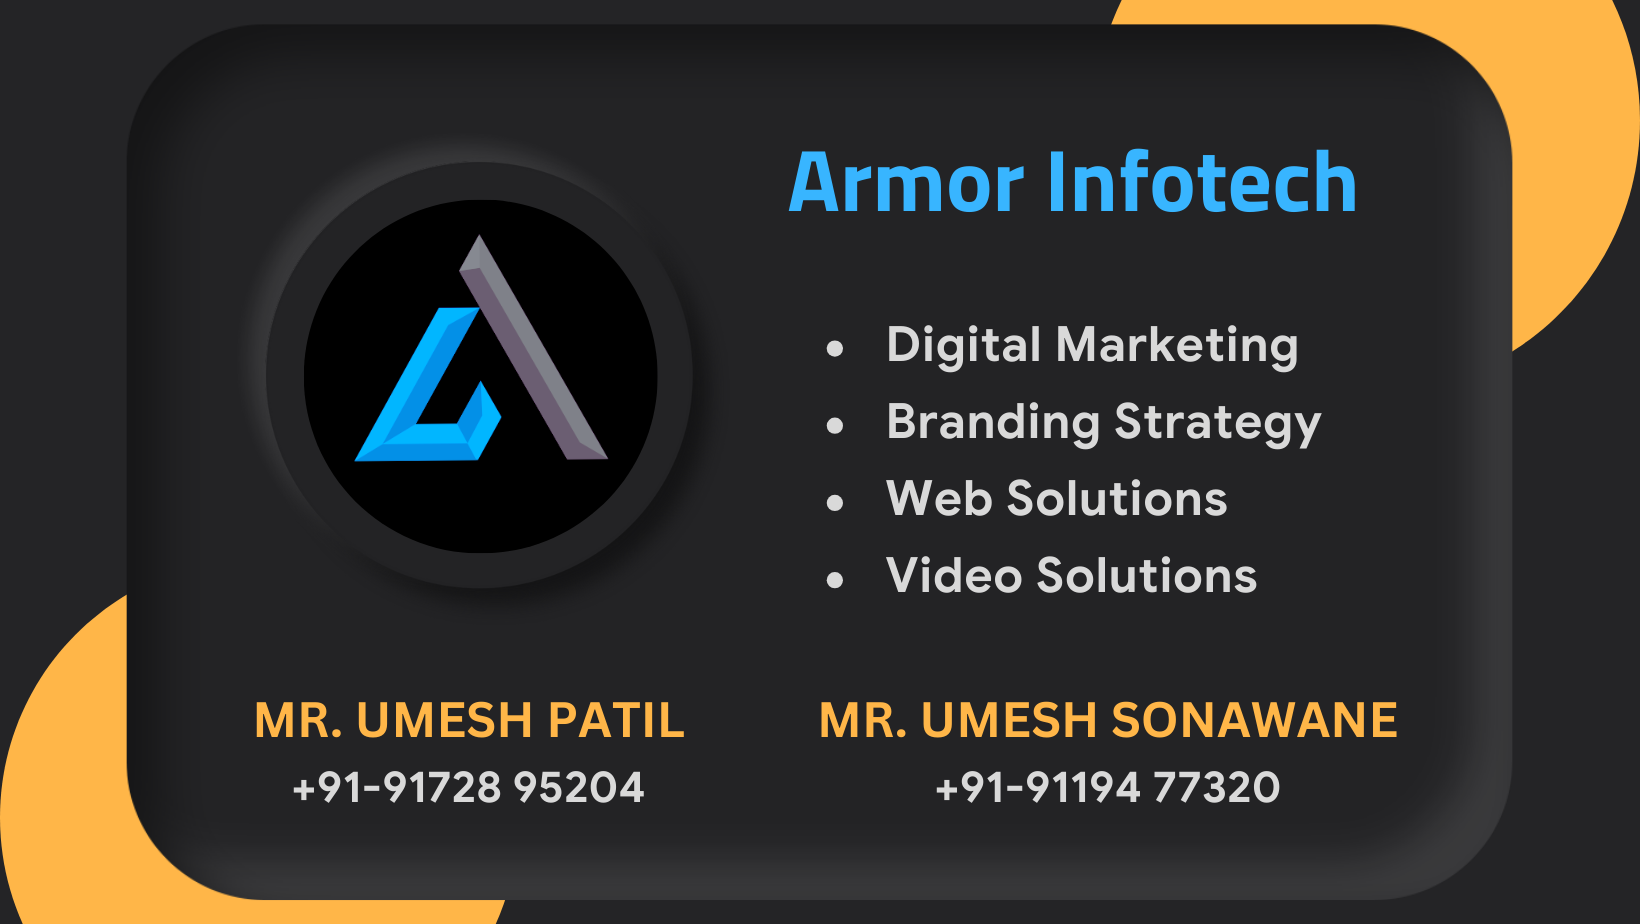 Armor Infotech
• Digital Marketing
• Branding Strategy
• Web Solutions
• Video Solutions
MR. UMESH PATIL
+91-91728 95204
MR. UMESH SONAWANE
+91-91194 77320